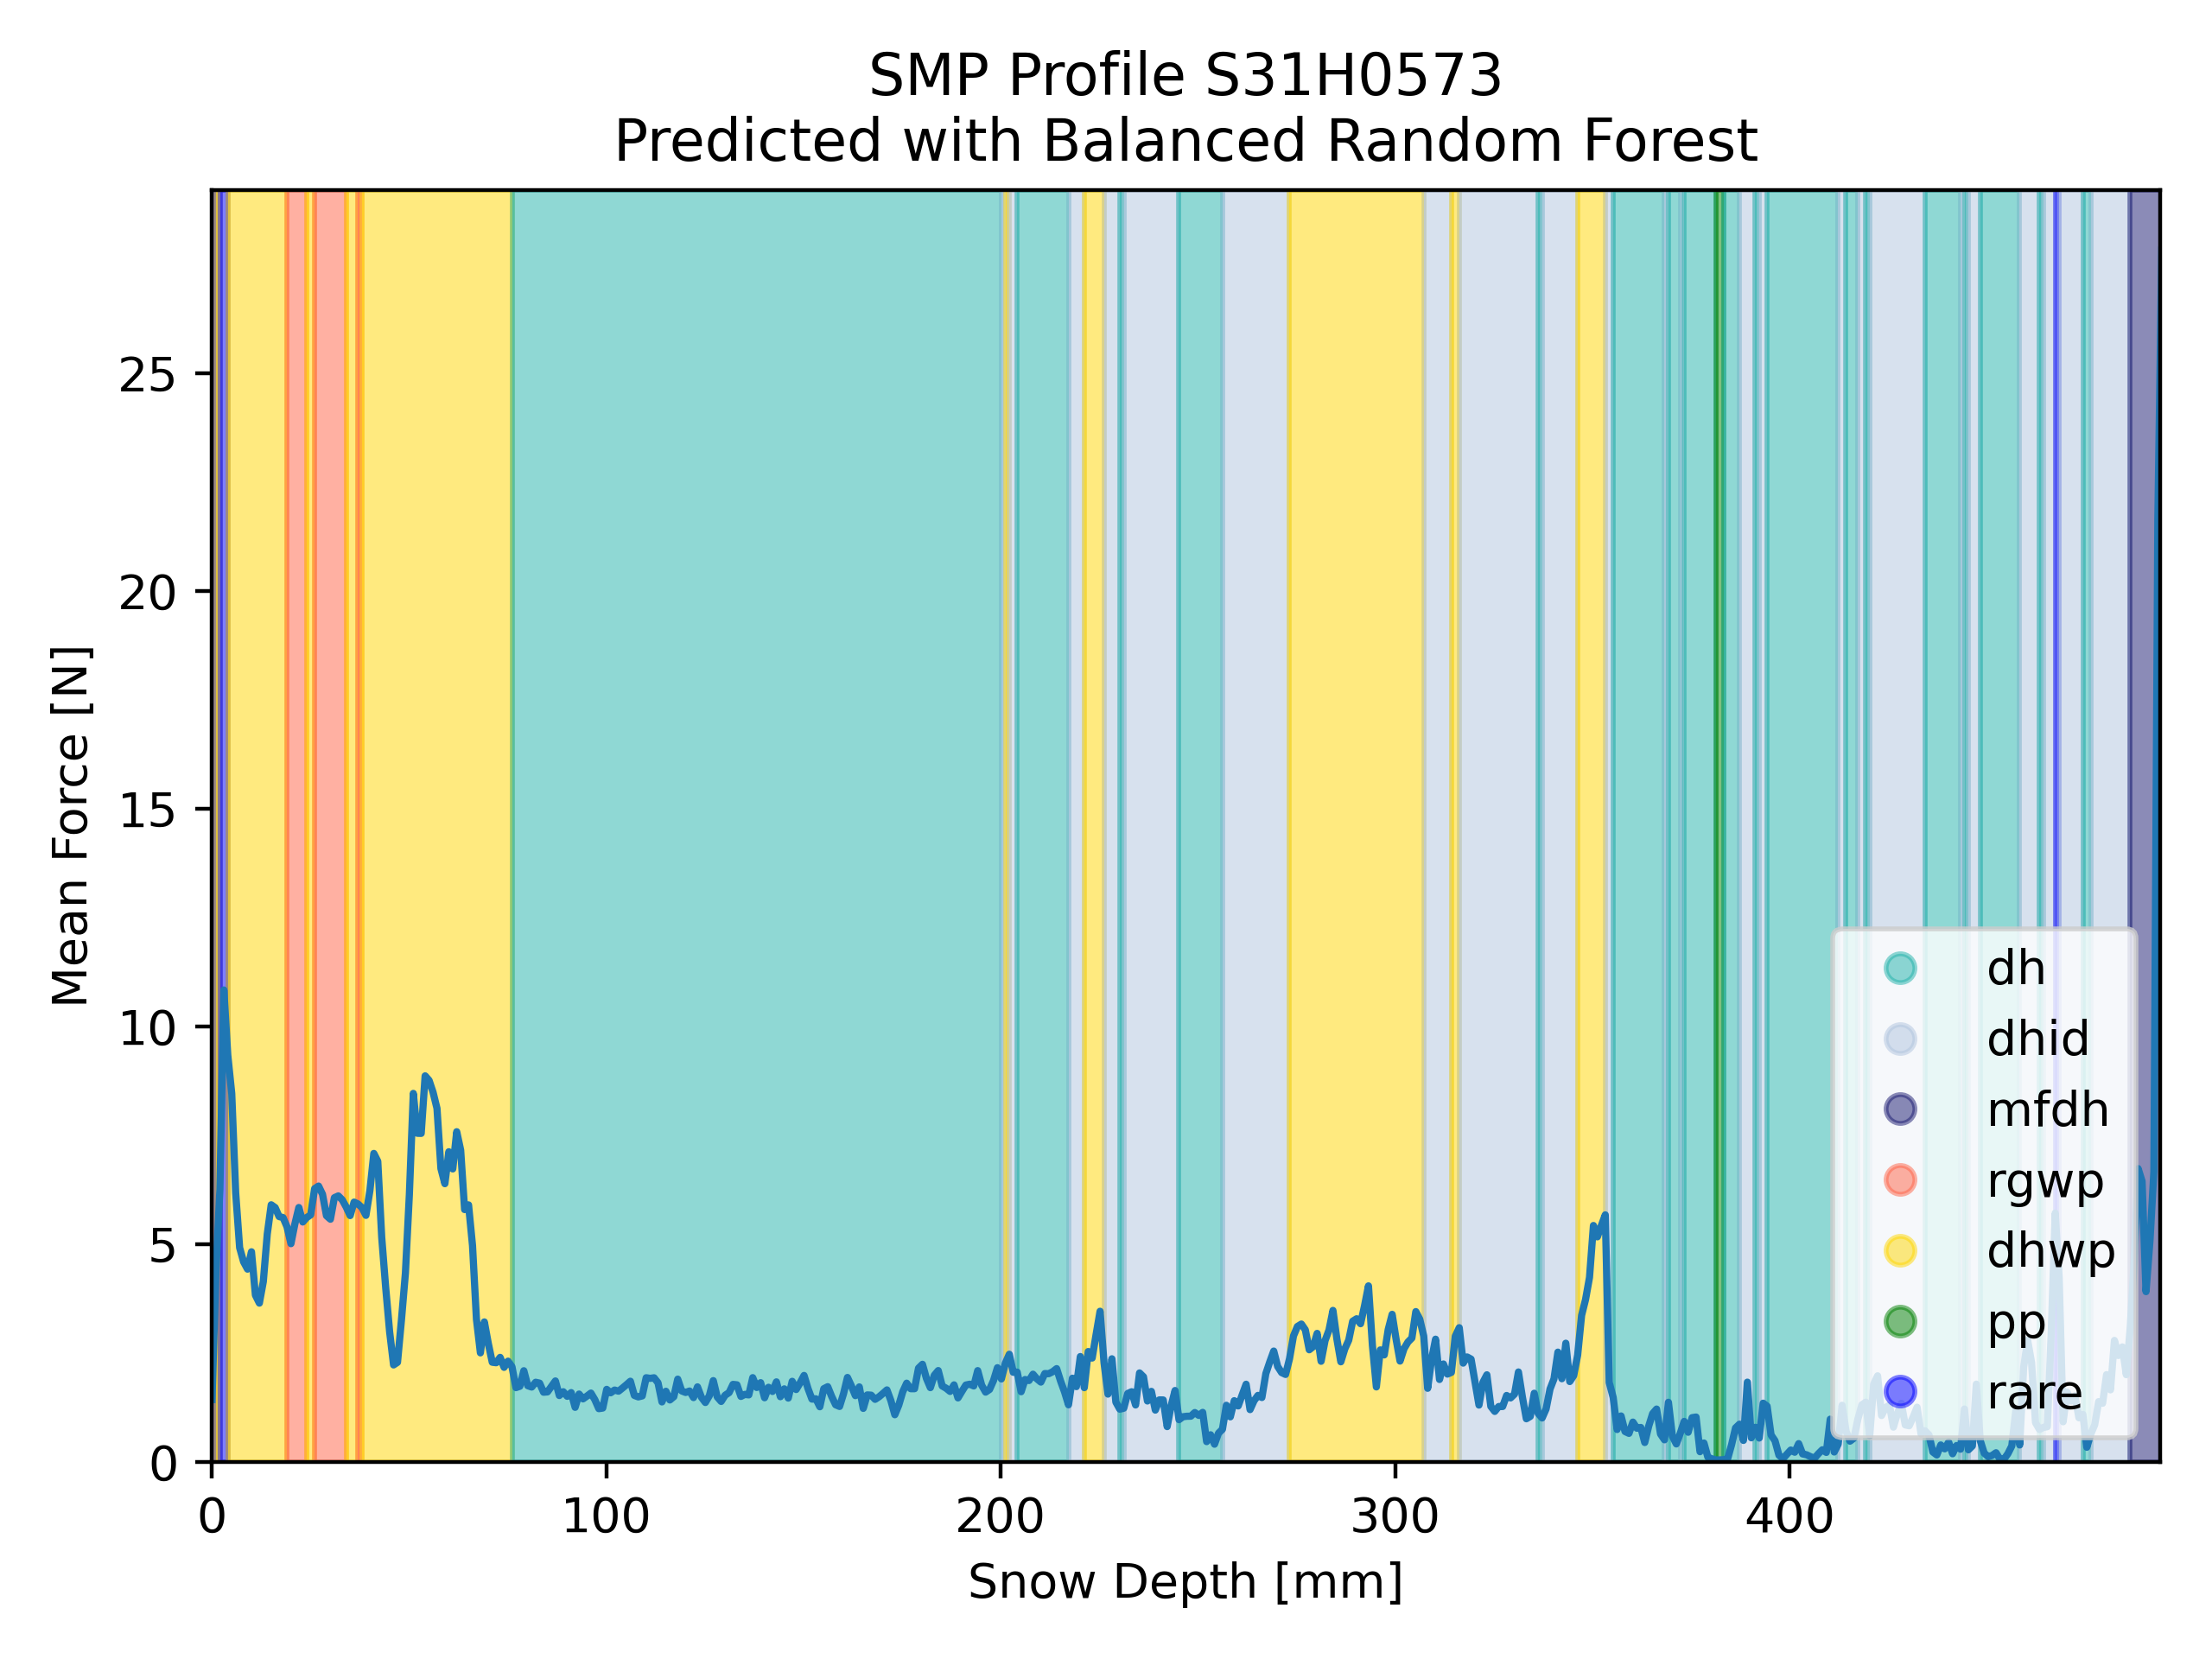 SMP Profile S31H0573
Predicted with Balanced Random Forest
Mean Force [N]
25
20
15
10
5
0
0 100 200 300 400
Snow Depth [mm]
dh
dhid
mfdh
rgwp
dhwp
pp
rare